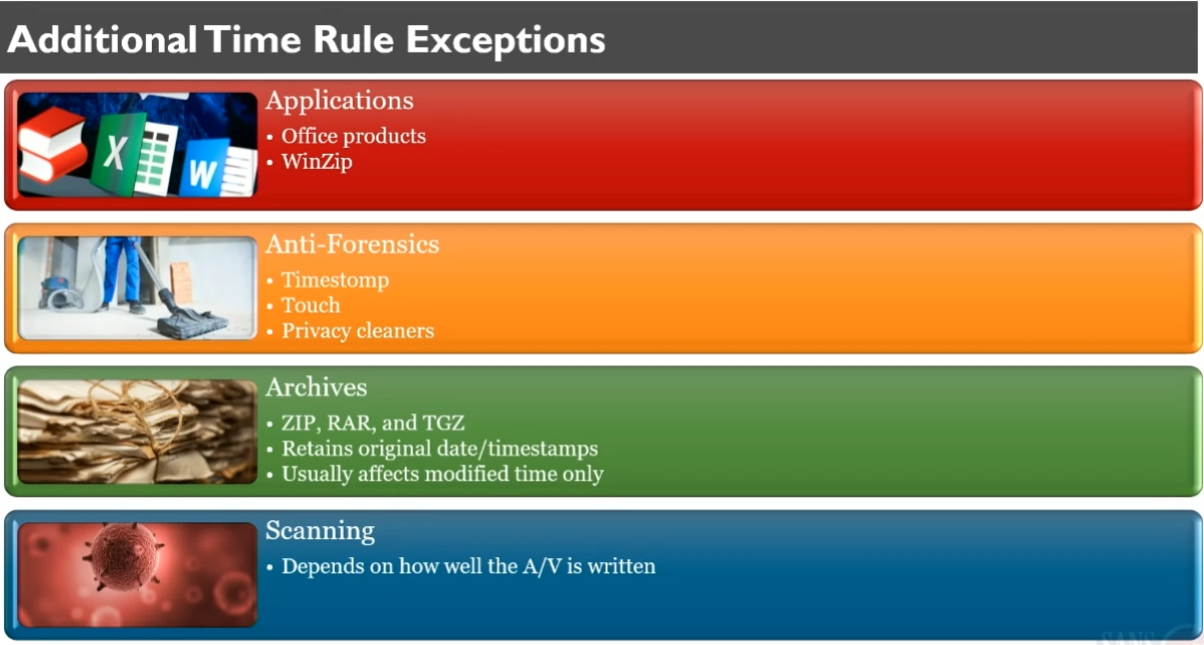 Additional Time Rule Exceptions
Applications
• Office products
• WinZip
X
W
Anti-Forensics
• Timestomp
• Touch
• Privacy cleaners
Archives
• ZIP, RAR, and TGZ
• Retains original date/timestamps
• Usually affects modified time only
Scanning
• Depends on how well the A/V is written
SANS